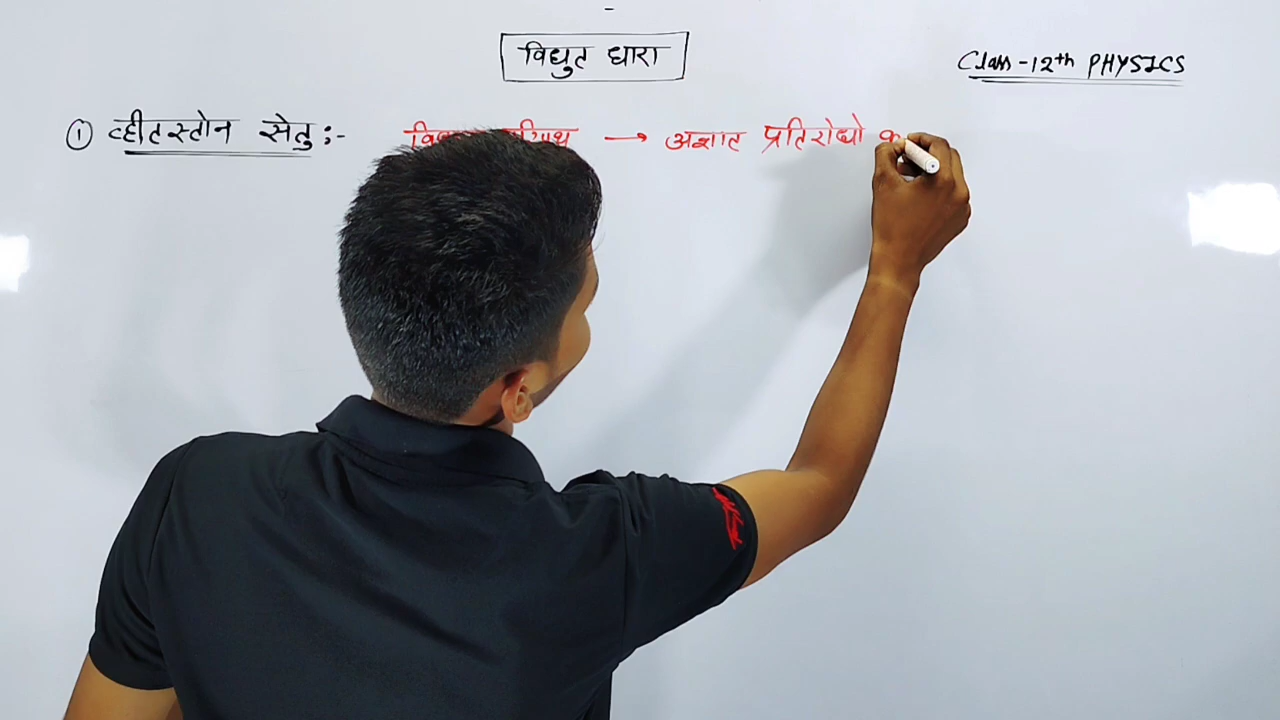 विद्युत धारा
Class-12th PHYSICS
① व्हीटस्टोन सेतु :- → अज्ञात प्रतिरोधो